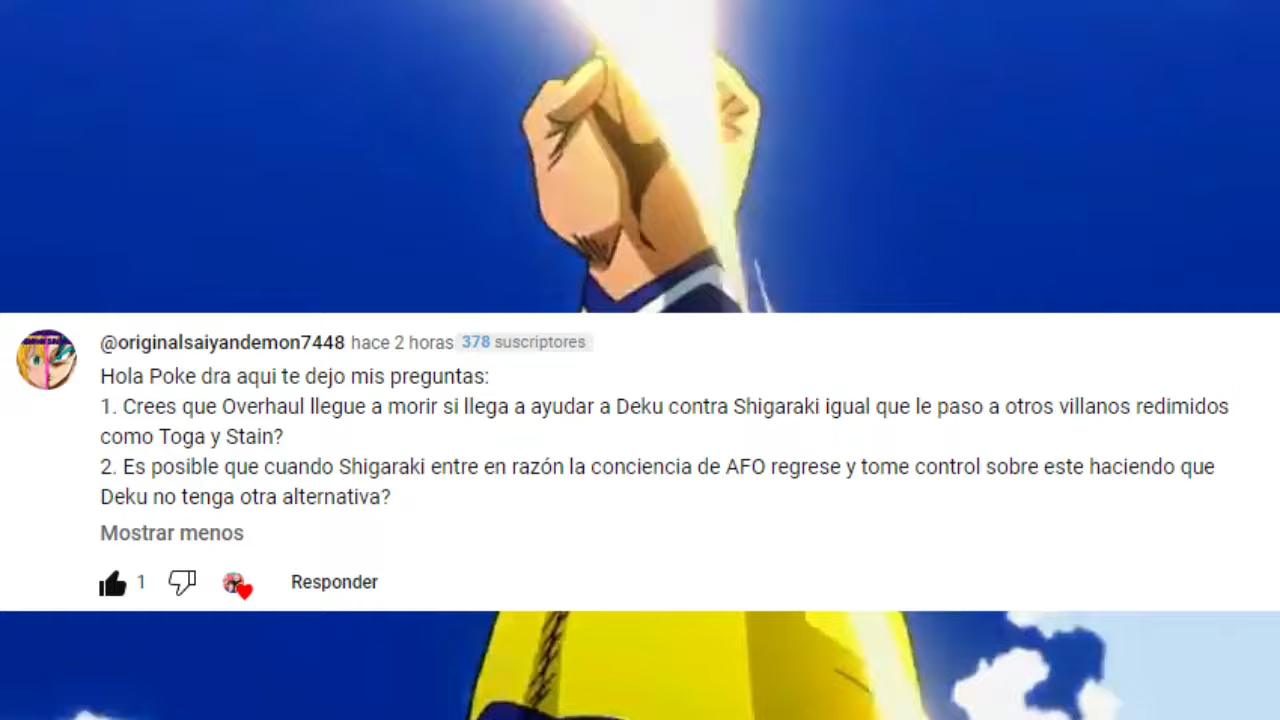 @originalsaiyandemon7448 hace 2 horas 378 suscriptores
Hola Poke dra aqui te dejo mis preguntas:
1. Crees que Overhaul llegue a morir si llega a ayudar a Deku contra Shigaraki igual que le paso a otros villanos redimidos
como Toga y Stain?
2. Es posible que cuando Shigaraki entre en razón la conciencia de AFO regrese y tome control sobre este haciendo que
Deku no tenga otra alternativa?
Mostrar menos
1 Responder